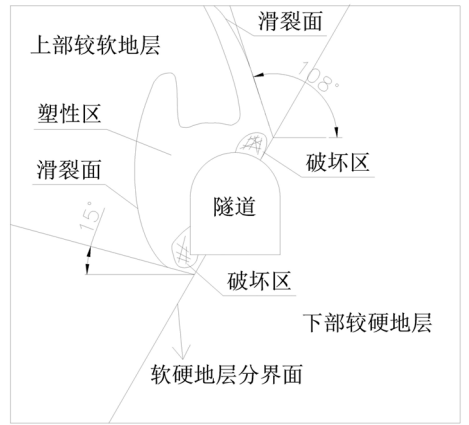 滑裂面
上部较软地层
108°
塑性区
破坏区
滑裂面
隧道
15°
破坏区
下部较硬地层
软硬地层分界面